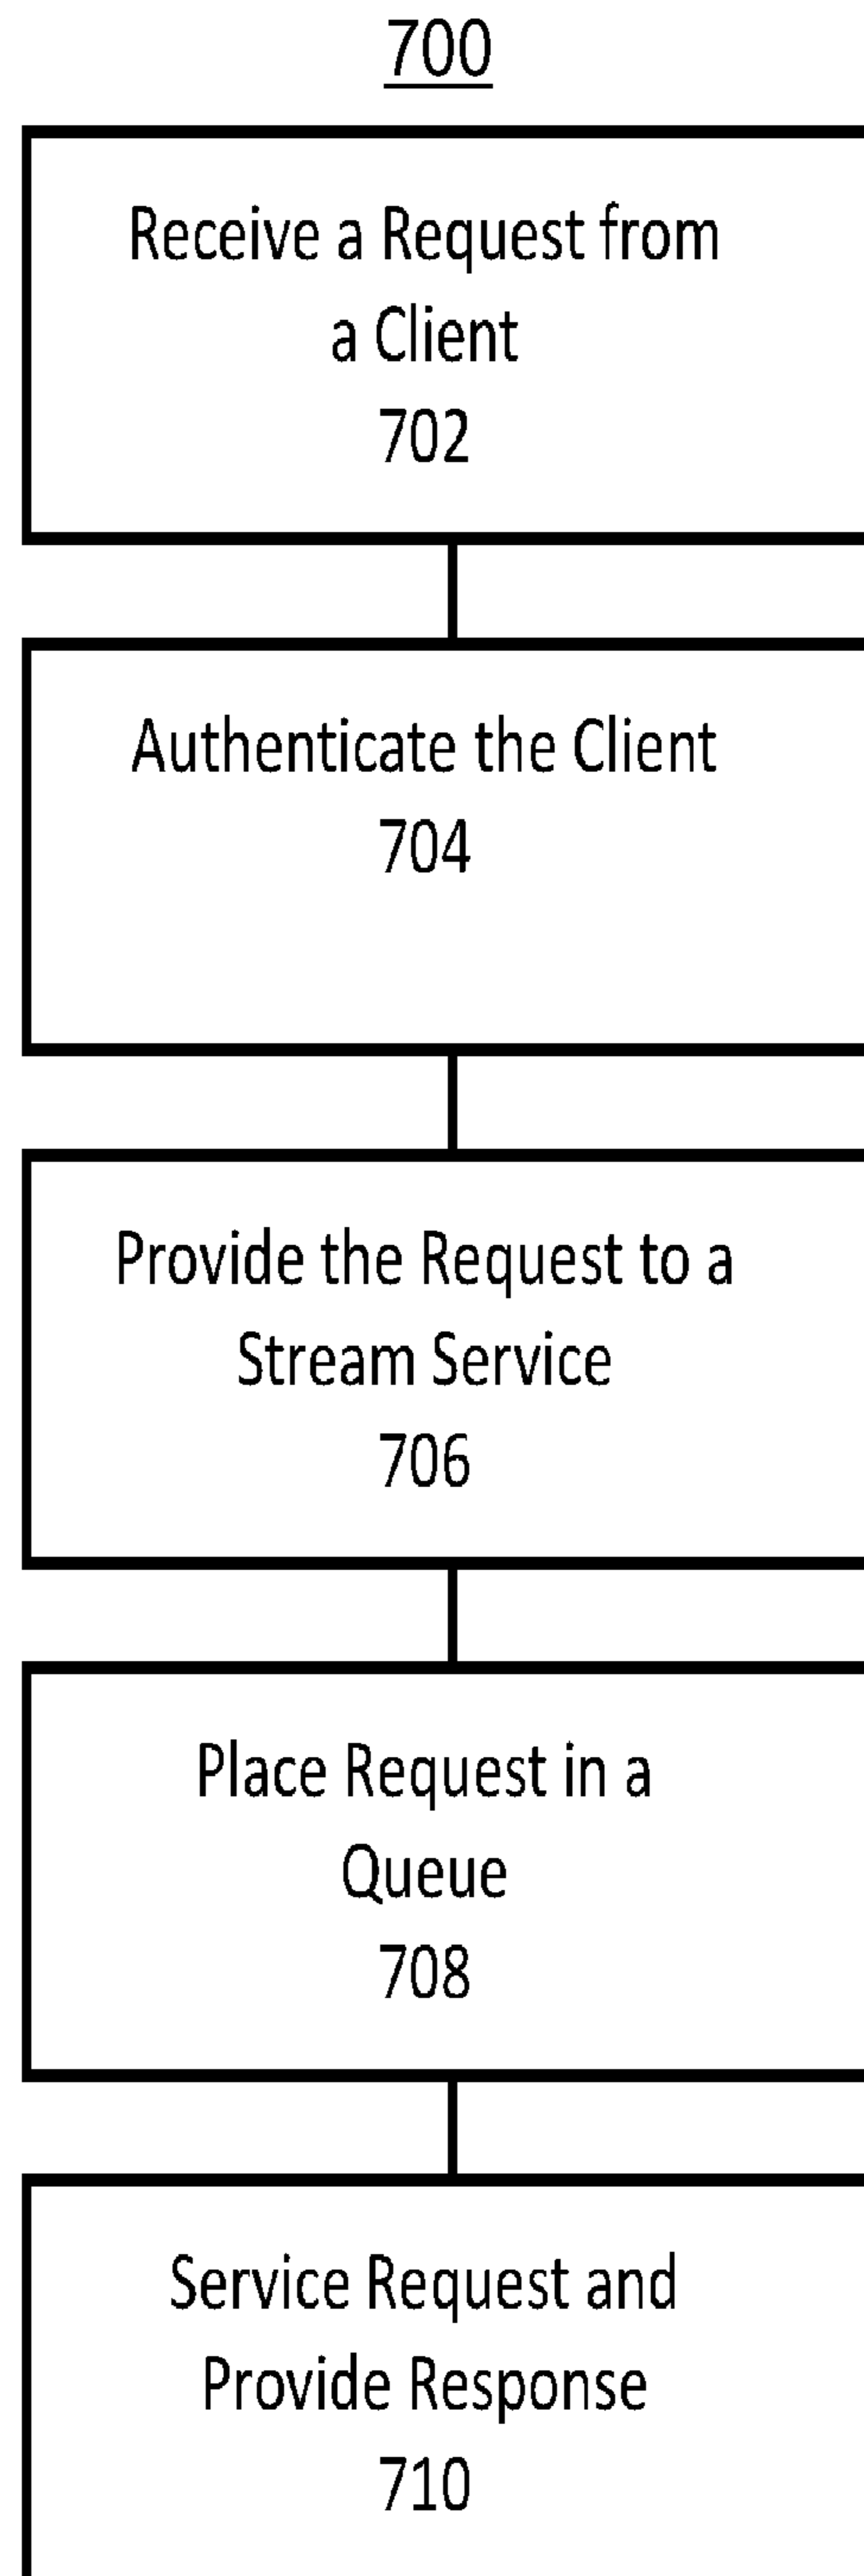 700
Receive a Request from
a Client
702
Authenticate the Client
704
Provide the Request to a
Stream Service
706
Place Request in a
Queue
708
Service Request and
Provide Response
710